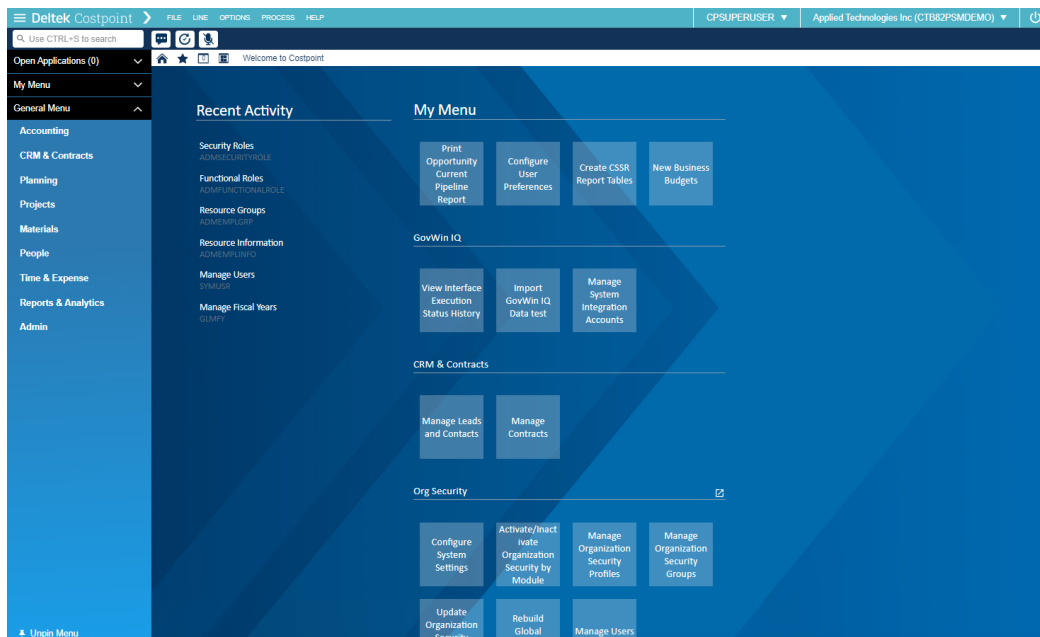 Deltek Costpoint
FILE LINE OPTIONS PROCESS HELP
CPSUPERUSER
Applied Technologies Inc (CTB82PSMDEMO)
Use CTRL+S to search
Open Applications (0)
Welcome to Costpoint
My Menu
General Menu
Accounting
CRM & Contracts
Planning
Projects
Materials
People
Time & Expense
Reports & Analytics
Admin
Unpin Menu
Recent Activity
Security Roles
ADMSECURITYROLE
Functional Roles
ADMFUNCTIONALROLE
Resource Groups
ADMEMPLGRP
Resource Information
ADMEMPLINFO
Manage Users
SYMUSR
Manage Fiscal Years
GLMFY
My Menu
Print
Opportunity
Current
Pipeline
Report
Configure
User
Preferences
Create CSSR
Report Tables
New Business
Budgets
GovWin IQ
View Interface
Execution
Status History
Import
GovWin IQ
Data test
Manage
System
Integration
Accounts
CRM & Contracts
Manage Leads
and Contacts
Manage
Contracts
Org Security
Configure
System
Settings
Activate/Inact
ivate
Organization
Security by
Module
Manage
Organization
Security
Profiles
Manage
Organization
Security
Groups
Update
Organization
Security
Rebuild
Global
Manage Users